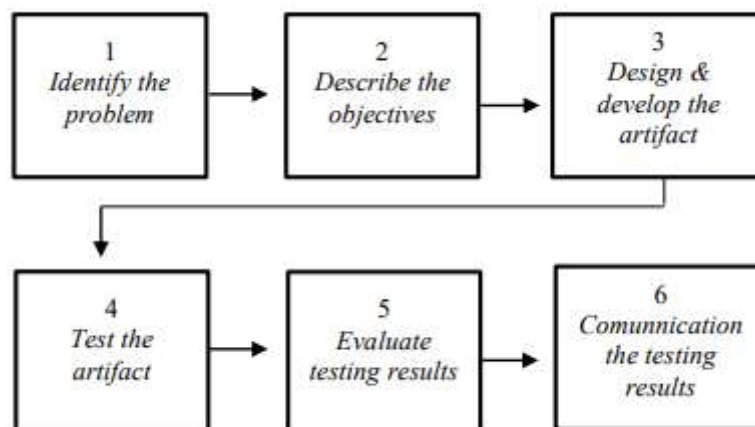 1
Identify the
problem
2
Describe the
objectives
3
Design &
develop the
artifact
4
Test the
artifact
5
Evaluate
testing results
6
Comunnication
the testing
results